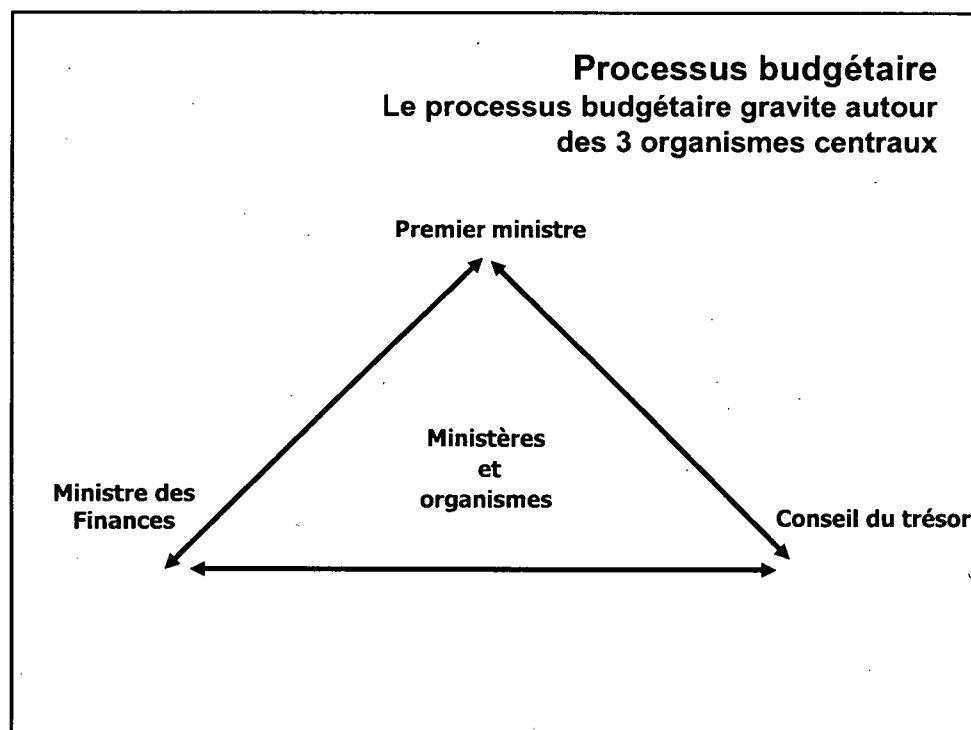 Processus budgétaire
Le processus budgétaire gravite autour
des 3 organismes centraux
Premier ministre
Ministères
et
organismes
Ministre des
Finances
Conseil du trésor